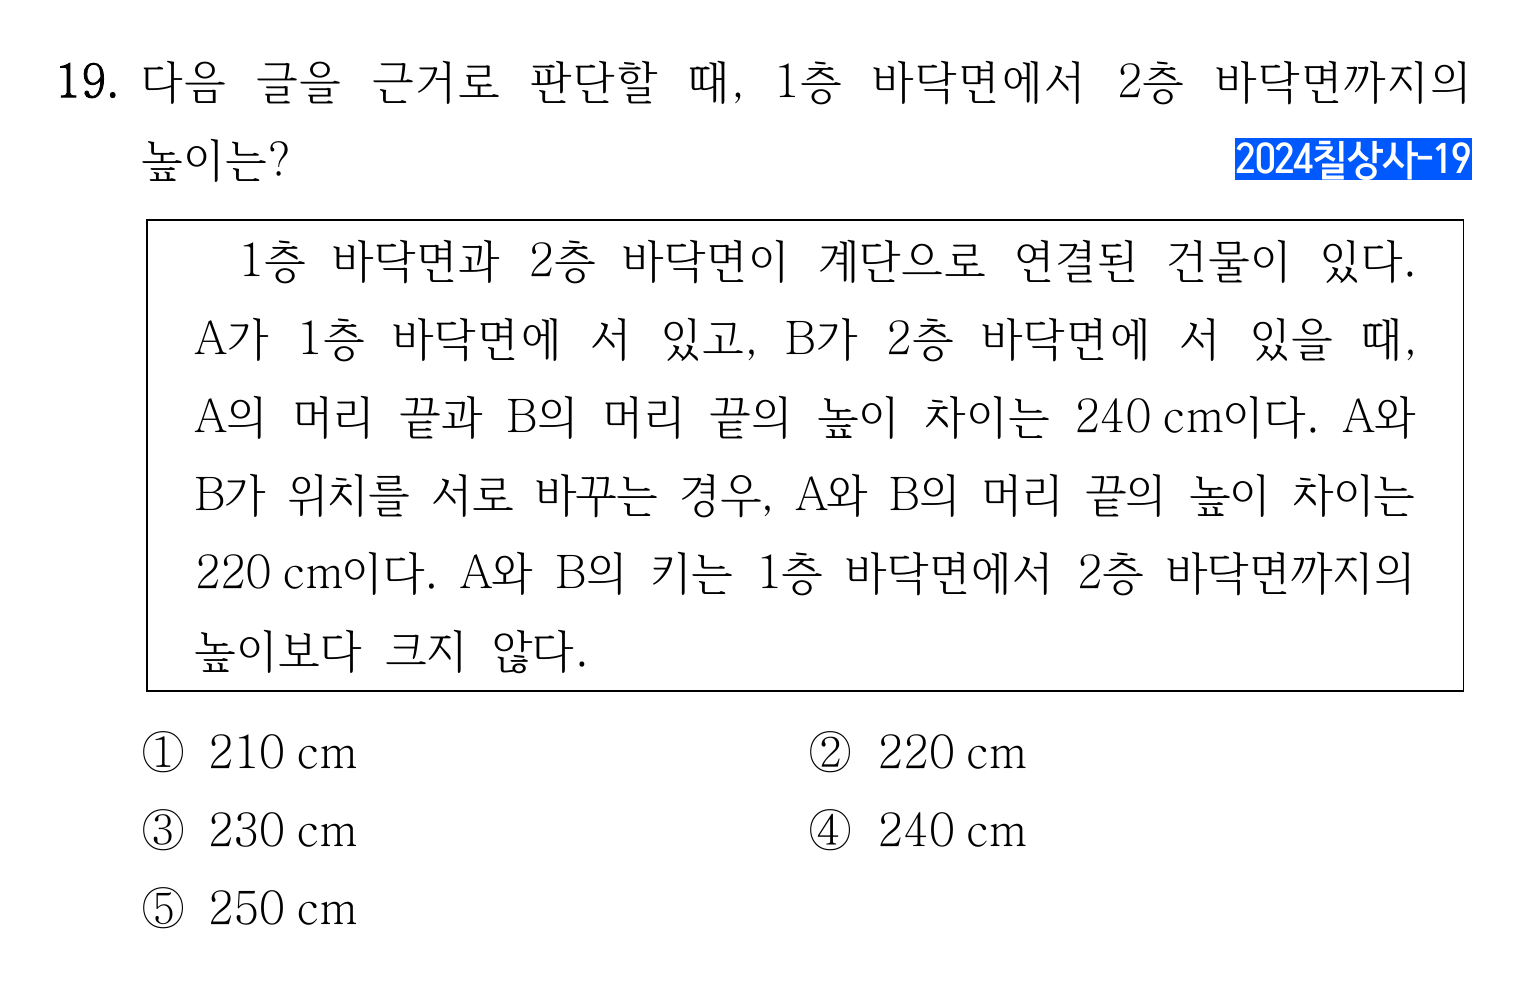 19. 다음 글을 근거로 판단할 때, 1층 바닥면에서 2층 바닥면까지의
높이는? 2024칠상사-19
1층 바닥면과 2층 바닥면이 계단으로 연결된 건물이 있다.
A가 1층 바닥면에 서 있고, B가 2층 바닥면에 서 있을 때,
A의 머리 끝과 B의 머리 끝의 높이 차이는 240 cm이다. A와
B가 위치를 서로 바꾸는 경우, A와 B의 머리 끝의 높이 차이는
220 cm이다. A와 B의 키는 1층 바닥면에서 2층 바닥면까지의
높이보다 크지 않다.
① 210 cm ② 220 cm
③ 230 cm ④ 240 cm
⑤ 250 cm